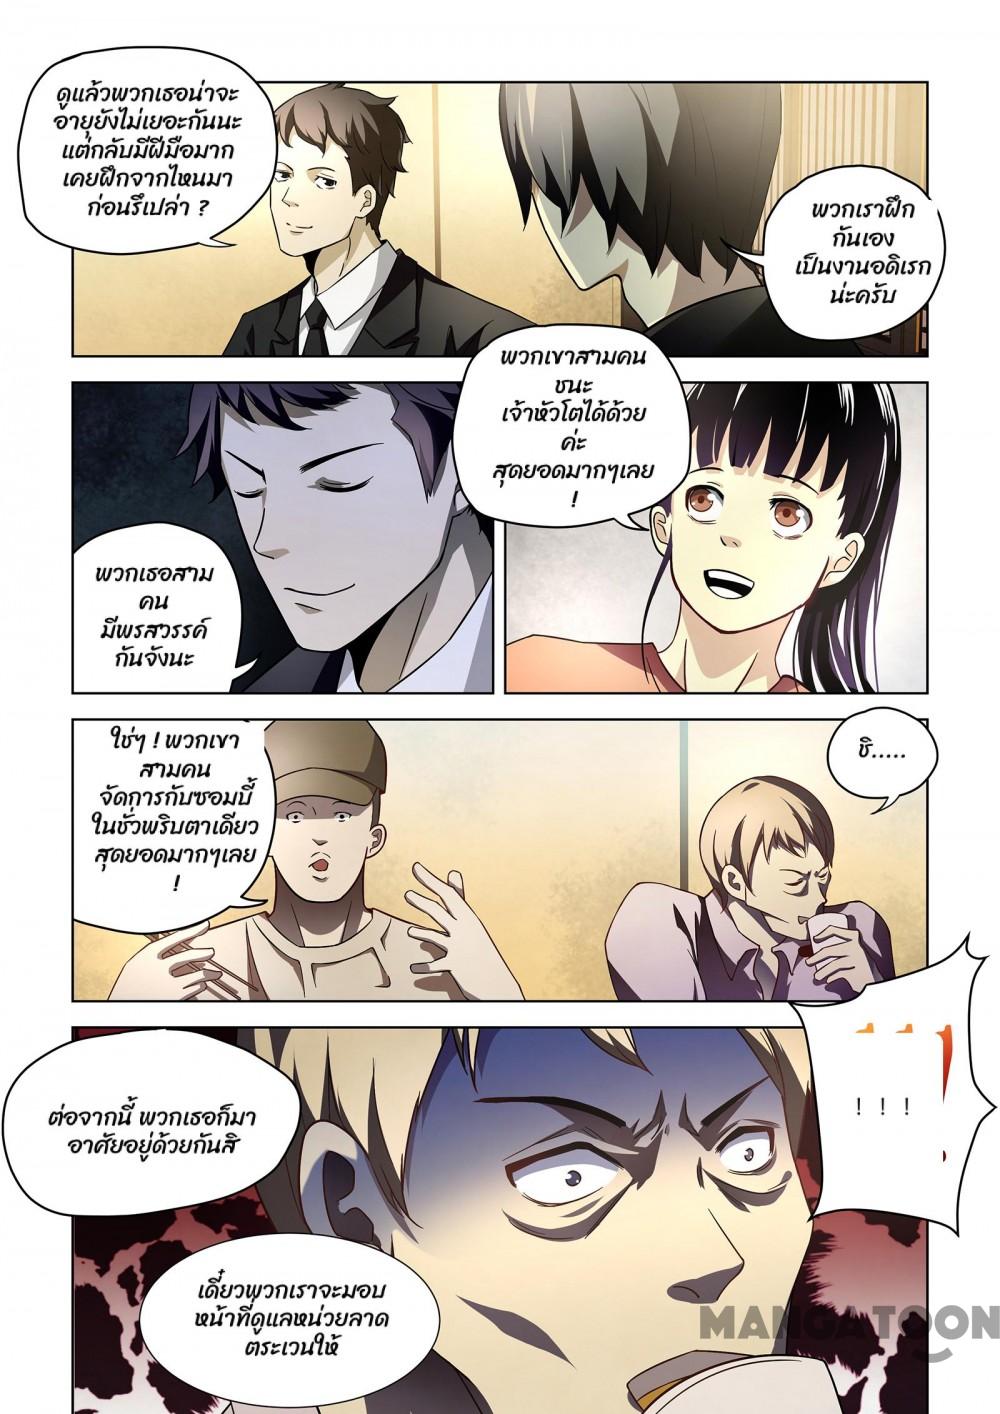 ดูแล้วพวกเธอน่าจะ
อายุยังไม่เยอะกันนะ
แต่กลับมีฝีมือมาก
เคยฝึกจากไหนมา
ก่อนรึเปล่า ?
พวกเราฝึก
กันเอง
เป็นงานอดิเรก
น่ะครับ
พวกเขาสามคน
ชนะ
เจ้าหัวโตได้ด้วย
ค่ะ
สุดยอดมากๆเลย
!
พวกเธอสาม
คน
มีพรสวรรค์
กันจังนะ
ใช่ๆ ! พวกเขา
สามคน
จัดการกับซอมบี้
ในชั่วพริบตาเดียว
สุดยอดมากๆเลย
!
ชิ.....
! ! !
ต่อจากนี้ พวกเธอก็มา
อาศัยอยู่ด้วยกันสิ
เดี๋ยวพวกเราจะมอบ
หน้าที่ดูแลหน่วยลาด
ตระเวนให้
MANGATOON